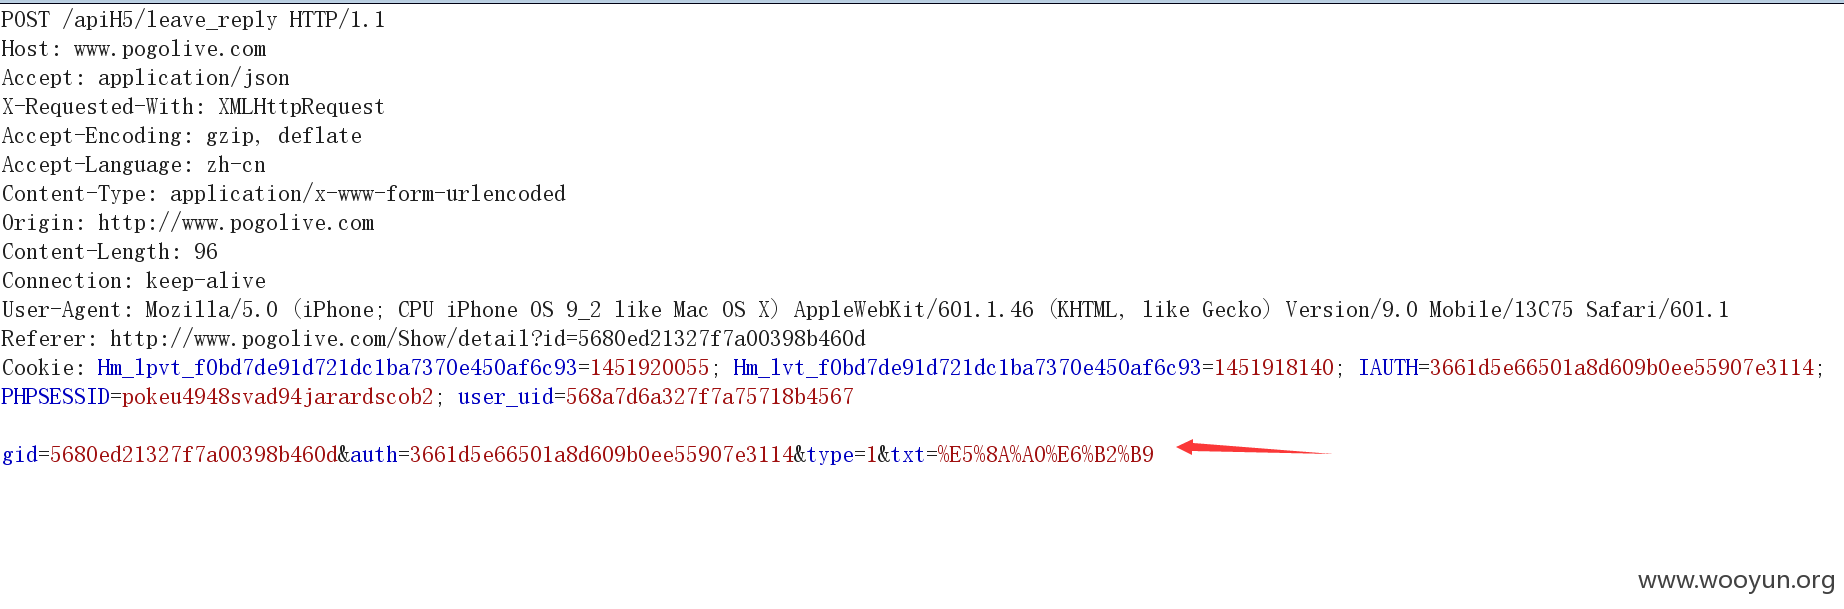 POST /apiH5/leave_reply HTTP/1.1
Host: www.pogolive.com
Accept: application/json
X-Requested-With: XMLHttpRequest
Accept-Encoding: gzip, deflate
Accept-Language: zh-cn
Content-Type: application/x-www-form-urlencoded
Origin: http://www.pogolive.com
Content-Length: 96
Connection: keep-alive
User-Agent: Mozilla/5.0 (iPhone; CPU iPhone OS 9_2 like Mac OS X) AppleWebKit/601.1.46 (KHTML, like Gecko) Version/9.0 Mobile/13C75 Safari/601.1
Referer: http://www.pogolive.com/Show/detail?id=5680ed21327f7a00398b460d
Cookie: Hm_lpvt_f0bd7de91d721dc1ba7370e450af6c93=1451920055; Hm_lvt_f0bd7de91d721dc1ba7370e450af6c93=1451918140; IAUTH=3661d5e66501a8d609b0ee55907e3114;
PHPSESSID=pokeu4948svad94jarardscob2; user_uid=568a7d6a327f7a75718b4567
gid=5680ed21327f7a00398b460d&auth=3661d5e66501a8d609b0ee55907e3114&type=1&txt=%E5%8A%A0%E6%B2%B9
www.wooyun.org